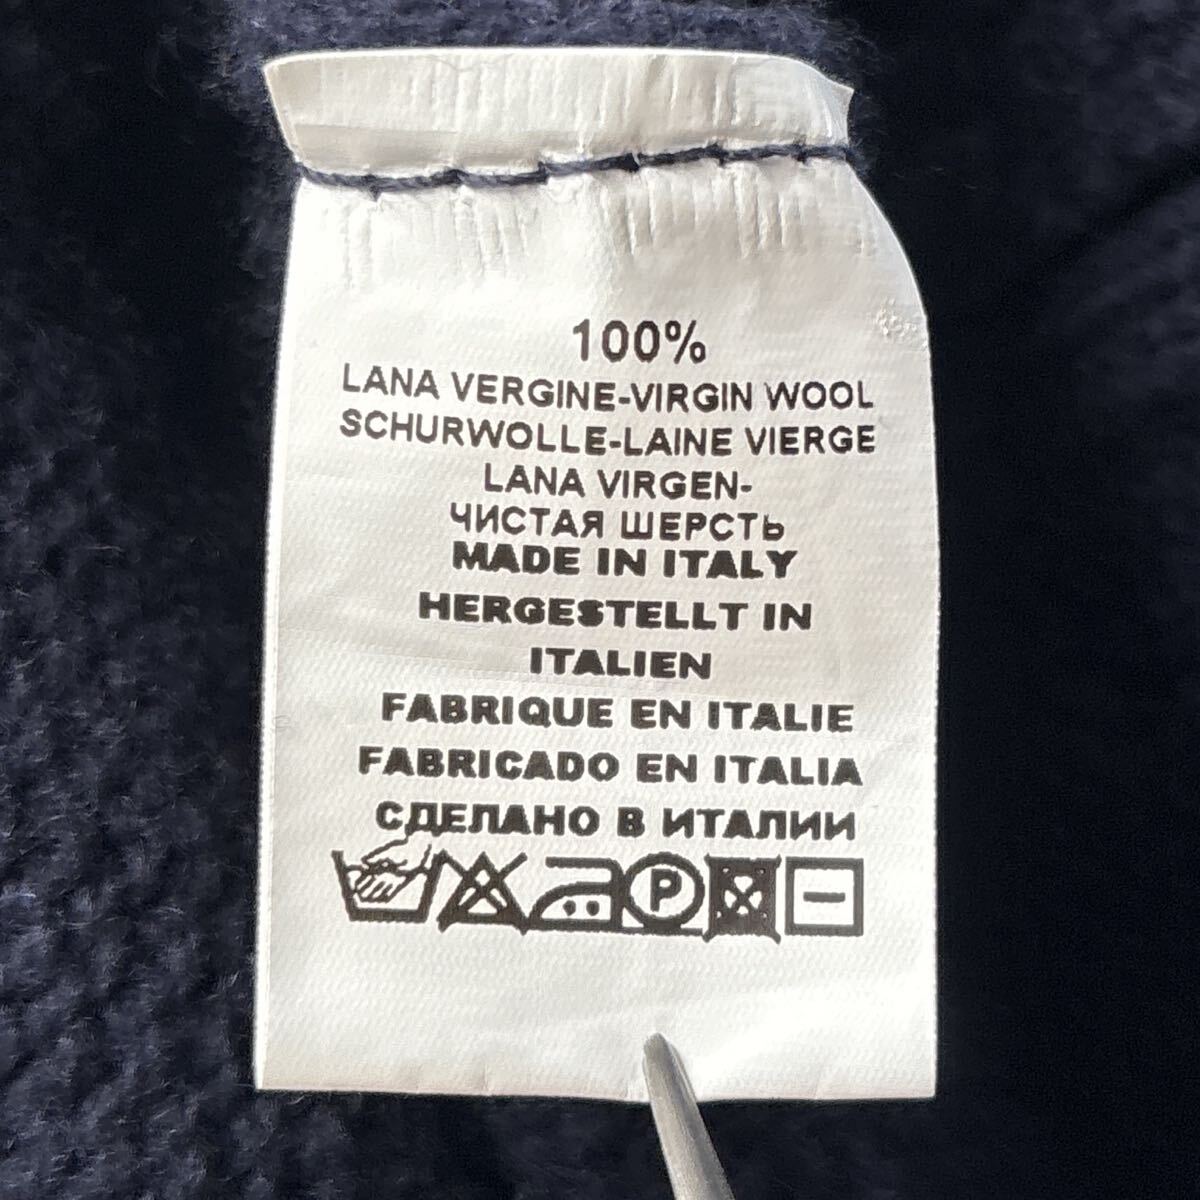 100%
LANA VERGINE-VIRGIN WOOL
SCHURWOLLE-LAINE VIERGE
LANA VIRGEN-
ЧИСТАЯ ШЕРСТЬ
MADE IN ITALY
HERGESTELLT IN
ITALIEN
FABRIQUE EN ITALIE
FABRICADO EN ITALIA
СДЕЛАНО В ИТАЛИИ
P